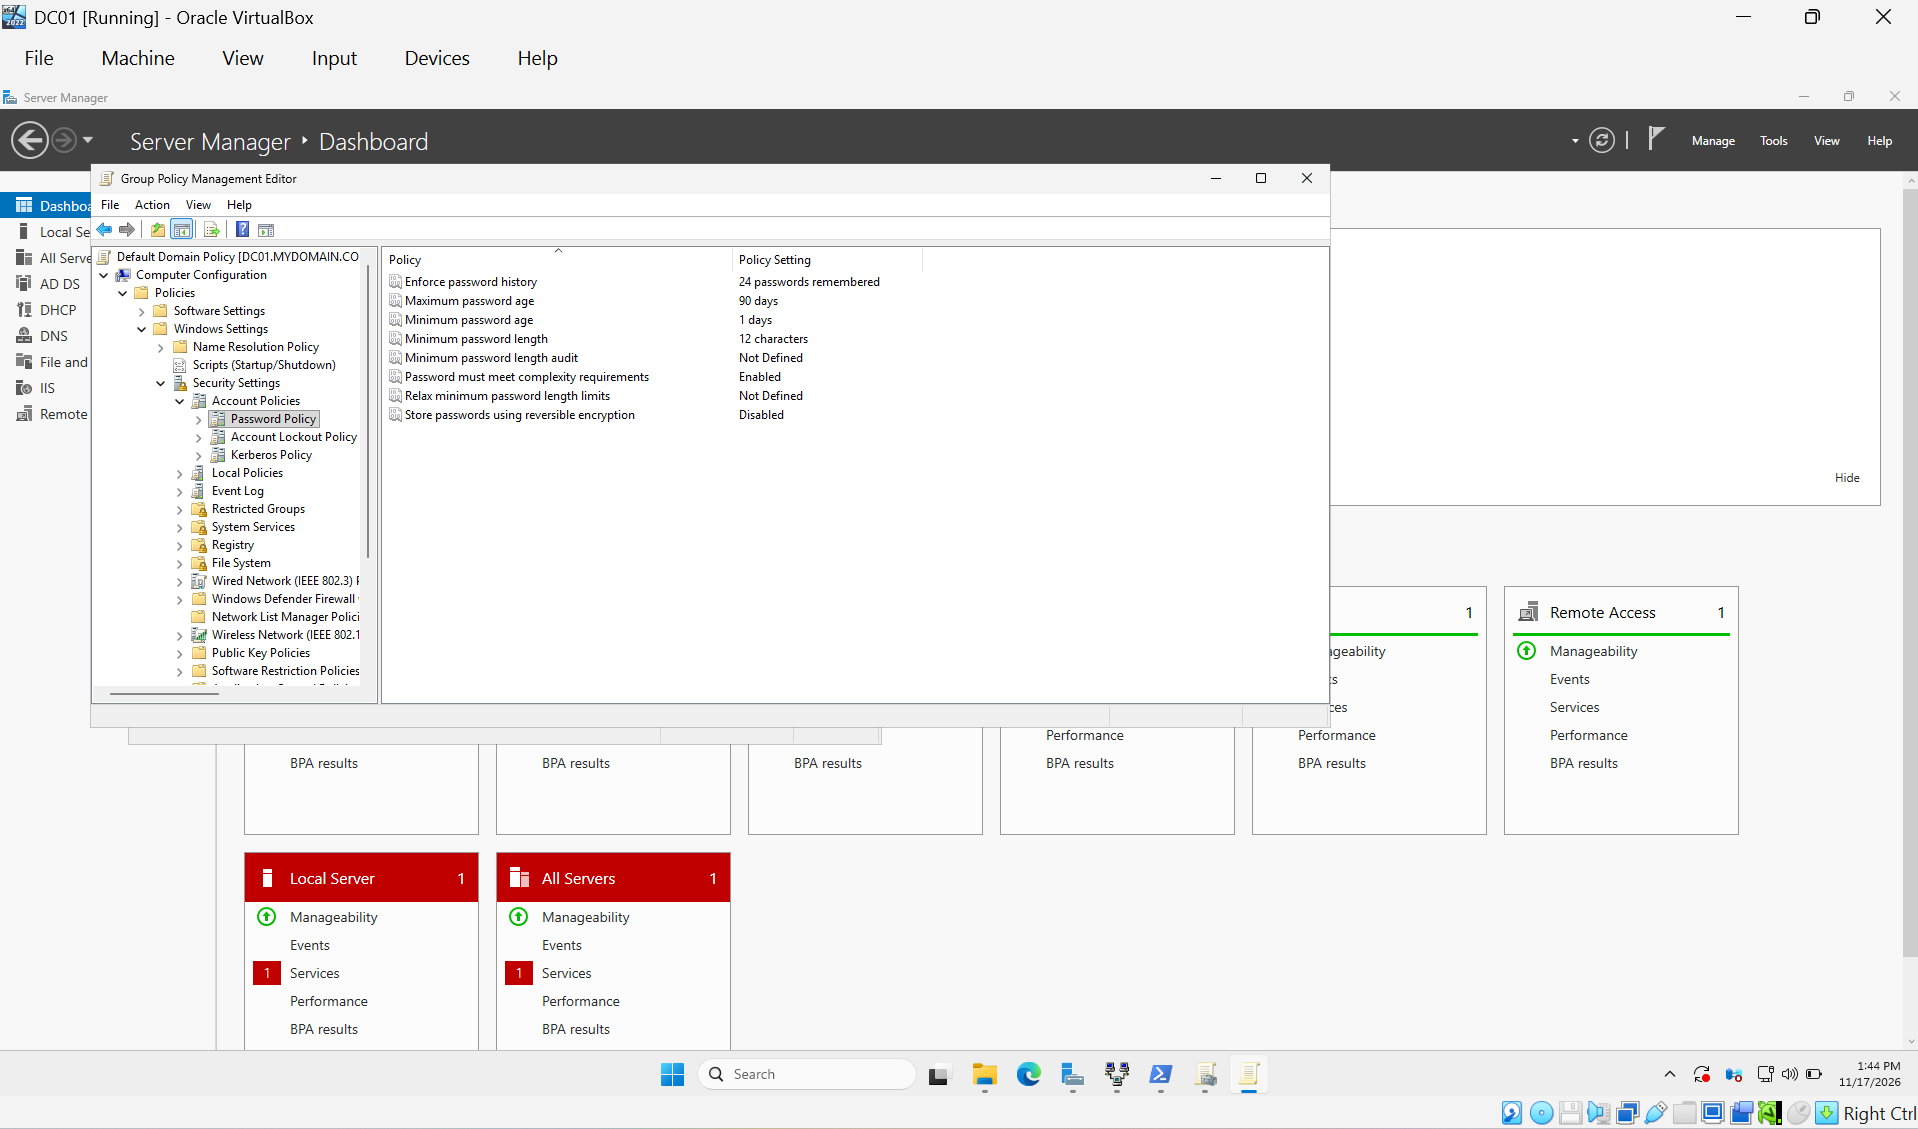 DC01 [Running] - Oracle VirtualBox
File Machine View Input Devices Help
Server Manager
Server Manager ‣ Dashboard
Manage Tools View Help
Group Policy Management Editor
File Action View Help
Dashboa
Local Se
All Serve
AD DS
DHCP
DNS
File and
IIS
Remote
Default Domain Policy [DC01.MYDOMAIN.CO
Computer Configuration
Policies
Software Settings
Windows Settings
Name Resolution Policy
Scripts (Startup/Shutdown)
Security Settings
Account Policies
Password Policy
Account Lockout Policy
Kerberos Policy
Local Policies
Event Log
Restricted Groups
System Services
Registry
File System
Wired Network (IEEE 802.3) P
Windows Defender Firewall
Network List Manager Polici
Wireless Network (IEEE 802.1
Public Key Policies
Software Restriction Policies
Policy Policy Setting
Enforce password history 24 passwords remembered
Maximum password age 90 days
Minimum password age 1 days
Minimum password length 12 characters
Minimum password length audit Not Defined
Password must meet complexity requirements Enabled
Relax minimum password length limits Not Defined
Store passwords using reversible encryption Disabled
Hide
1
ageability
ts
ces
Performance
BPA results
Remote Access 1
Manageability
Events
Services
Performance
BPA results
BPA results
BPA results
BPA results
Performance
BPA results
Local Server 1
Manageability
Events
1 Services
Performance
BPA results
All Servers 1
Manageability
Events
1 Services
Performance
BPA results
Search
1:44 PM
11/17/2026
Right Ctrl